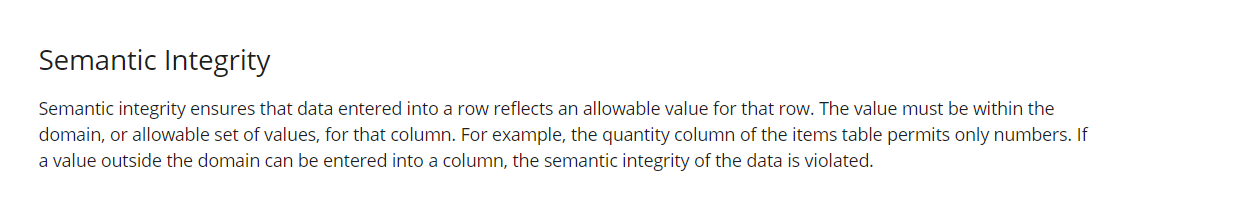 Semantic Integrity
Semantic integrity ensures that data entered into a row reflects an allowable value for that row. The value must be within the
domain, or allowable set of values, for that column. For example, the quantity column of the items table permits only numbers. If
a value outside the domain can be entered into a column, the semantic integrity of the data is violated.